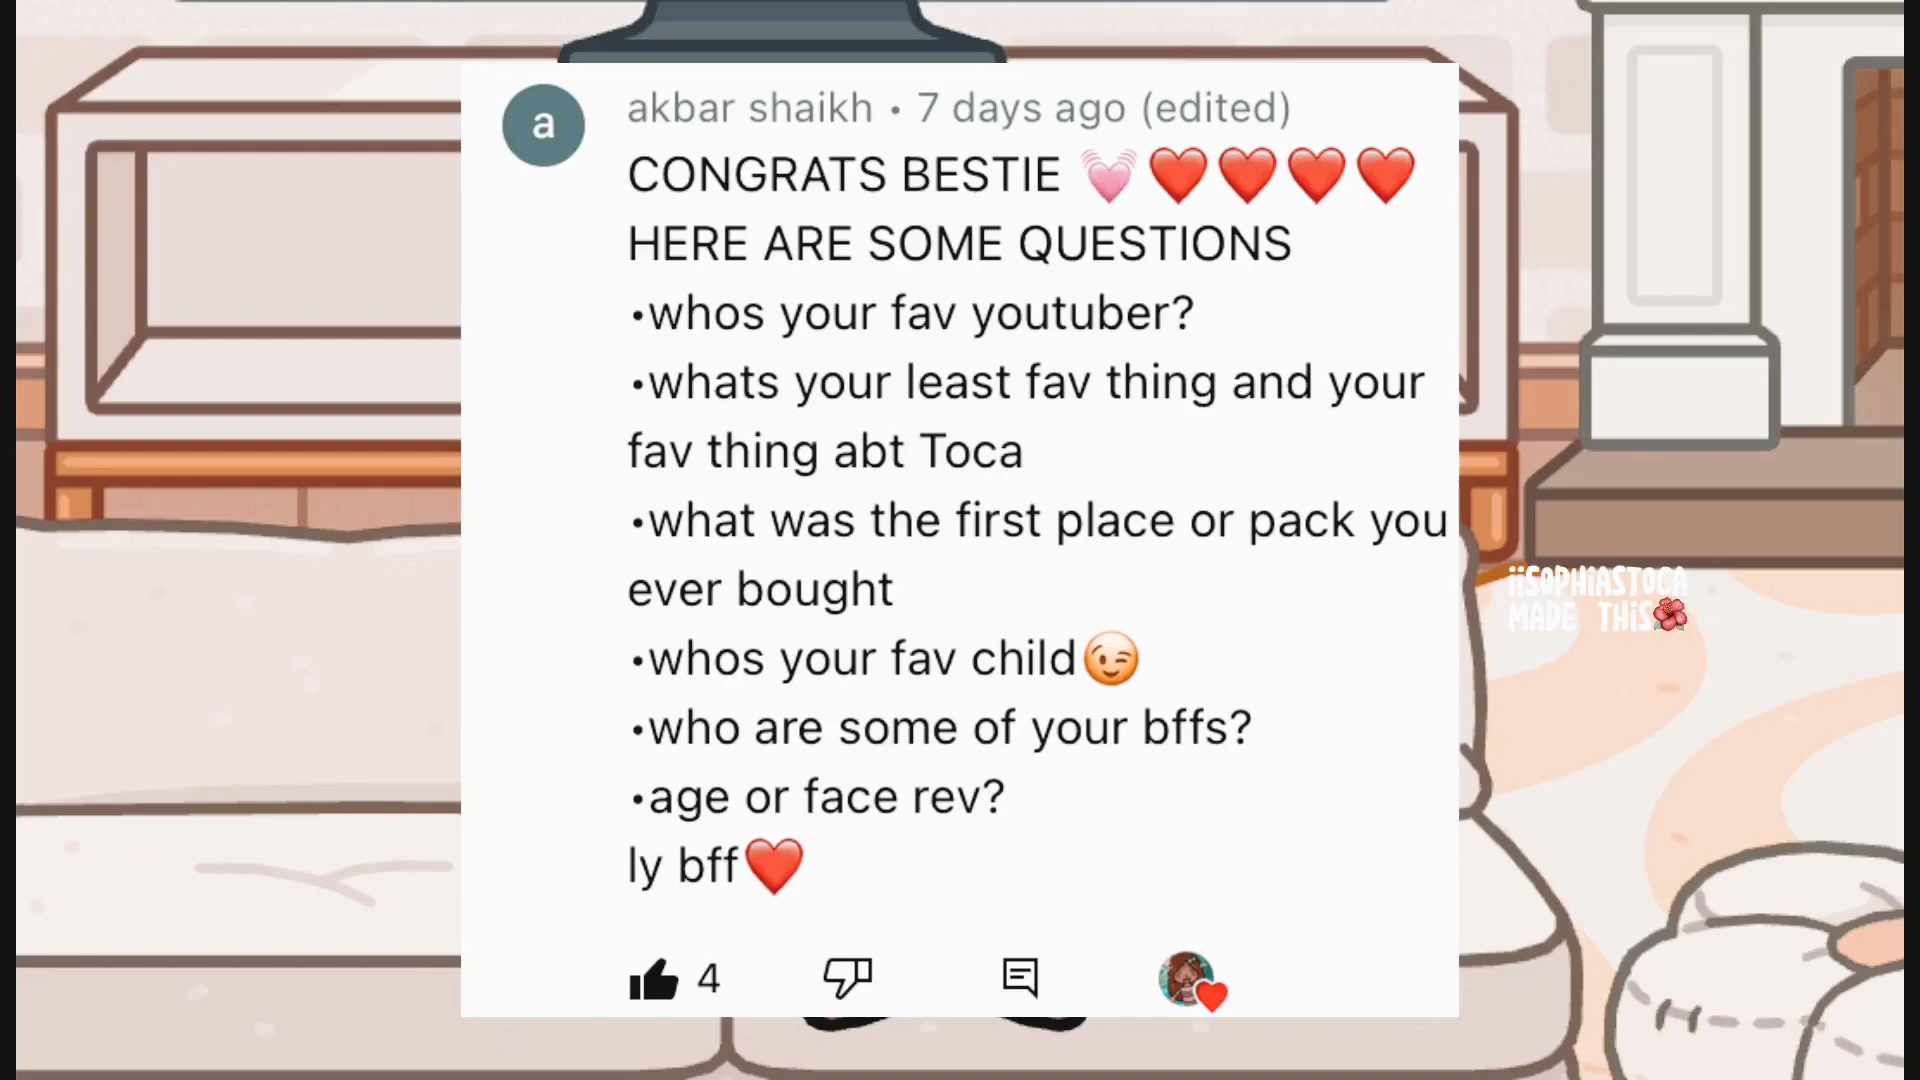 a
akbar shaikh • 7 days ago (edited)
CONGRATS BESTIE 💓❤️❤️❤️❤️
HERE ARE SOME QUESTIONS
•whos your fav youtuber?
•whats your least fav thing and your
fav thing abt Toca
•what was the first place or pack you
ever bought
•whos your fav child😉
•who are some of your bffs?
•age or face rev?
ly bff❤️
4
iiSOPHiASTOCA
MADE THiS🌺